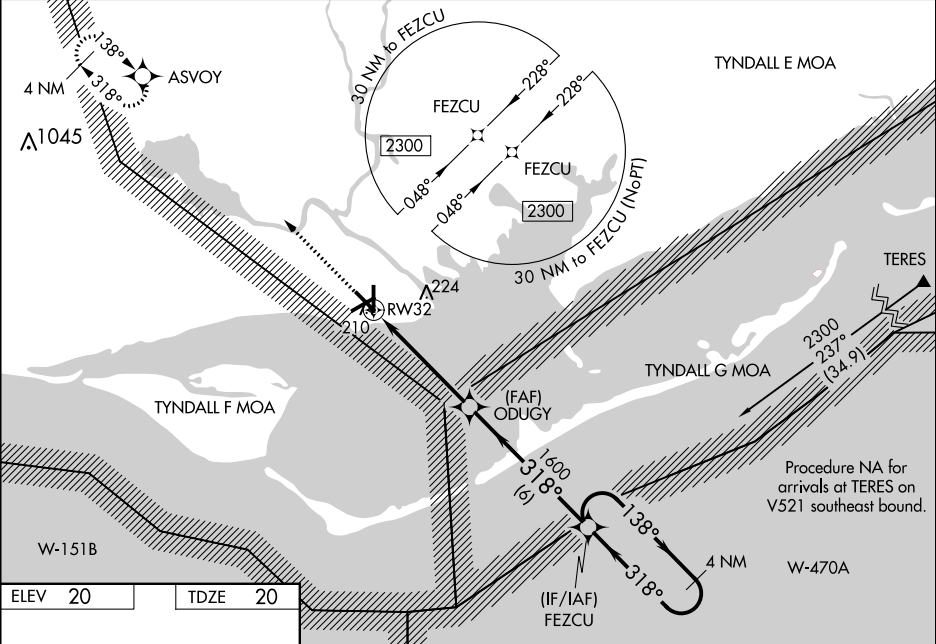 30 NM to FEZCU
138°
318°
ASVOY
4 NM
1045
228°
228°
FEZCU
2300
FEZCU
2300
048°
048°
30 NM to FEZCU (NoPT)
TYNDALL E MOA
TERES
224
RW32
210
2300
237°
(34.9)
TYNDALL G MOA
TYNDALL F MOA
(FAF)
ODUGY
1600
318°
(6)
Procedure NA for
arrivals at TERES on
V521 southeast bound.
138°
4 NM
318°
W-151B
W-470A
(IF/IAF)
FEZCU
ELEV 20
TDZE 20